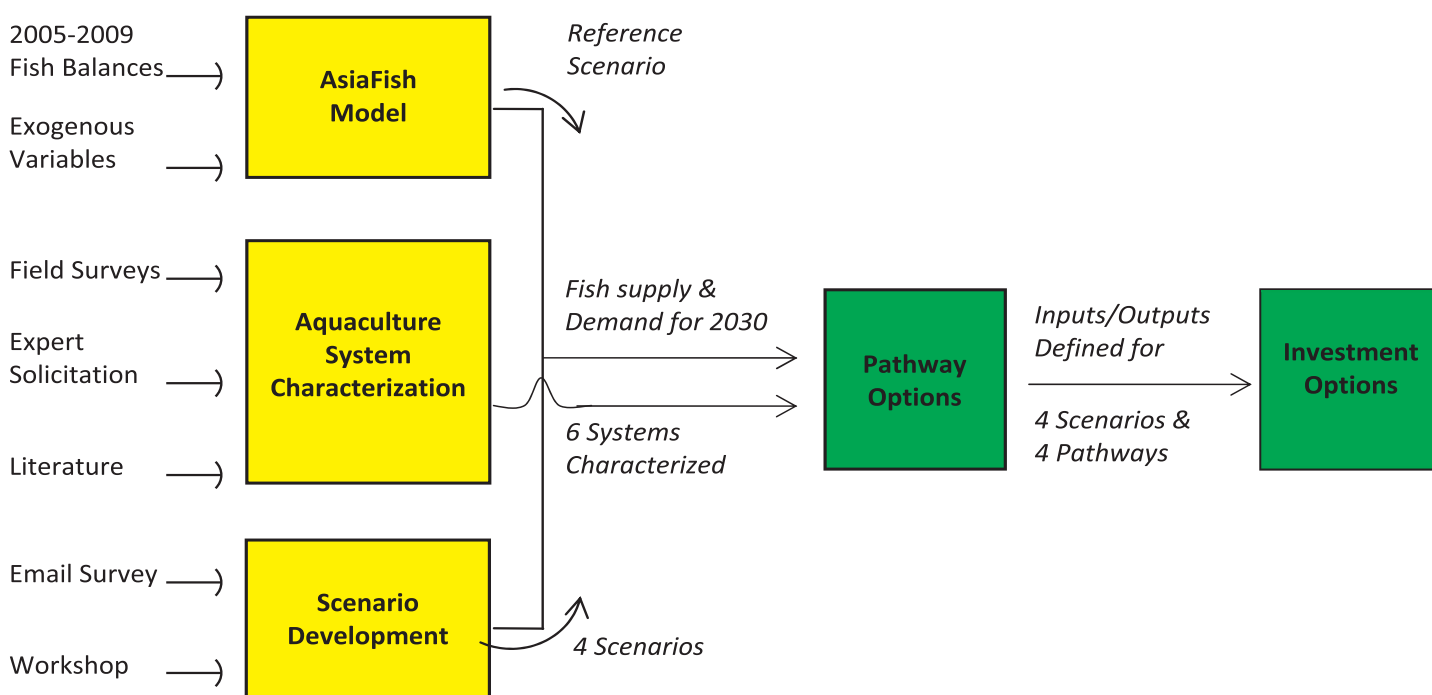 2005-2009
Fish Balances
Exogenous
Variables
AsiaFish
Model
Reference
Scenario
Field Surveys
Expert
Solicitation
Literature
Aquaculture
System
Characterization
Fish supply &
Demand for 2030
6 Systems
Characterized
Pathway
Options
Inputs/Outputs
Defined for
4 Scenarios &
4 Pathways
Investment
Options
Email Survey
Workshop
Scenario
Development
4 Scenarios